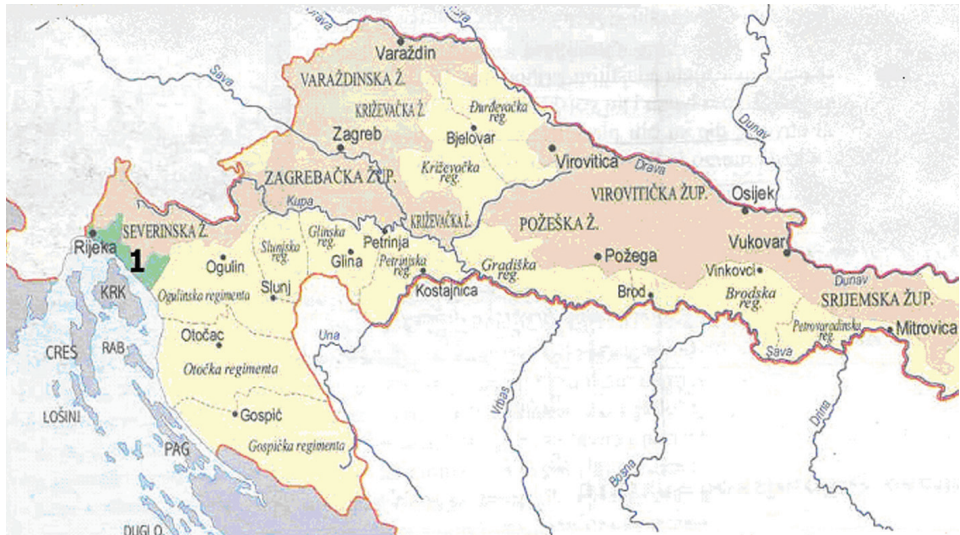 Drava
Varaždin
VARAŽDINSKA Ž.
Sava
KRIŽEVAČKA Ž.
Đurđevačka
reg.
Dunav
Bjelovar
Zagreb
Virovitica
Drava
Križevačka
reg.
ZAGREBAČKA ŽUP.
VIROVITIČKA ŽUP.
Osijek
Kupa
KRIŽEVAČKA Ž.
POŽEŠKA Ž.
SEVERINSKA Ž.
Glinska
reg.
Petrinja
Rijeka
1
Slunjska
reg.
Glina
Petrinjska
reg.
Gradiška
reg.
Požega
Vukovar
Ogulin
Vinkovci
Dunav
KRK
Ogulinska regimenta
Slunj
Kostajnica
Brod
Brodska
reg.
SRIJEMSKA ŽUP.
Otočac
Una
Petrovaradinska
reg.
Mitrovica
CRES
RAB
Sava
Otočka regimenta
Vrbas
Bosna
Drina
LOŠINJ
Gospić
Gospićka regimenta
PAG
DUGI O.